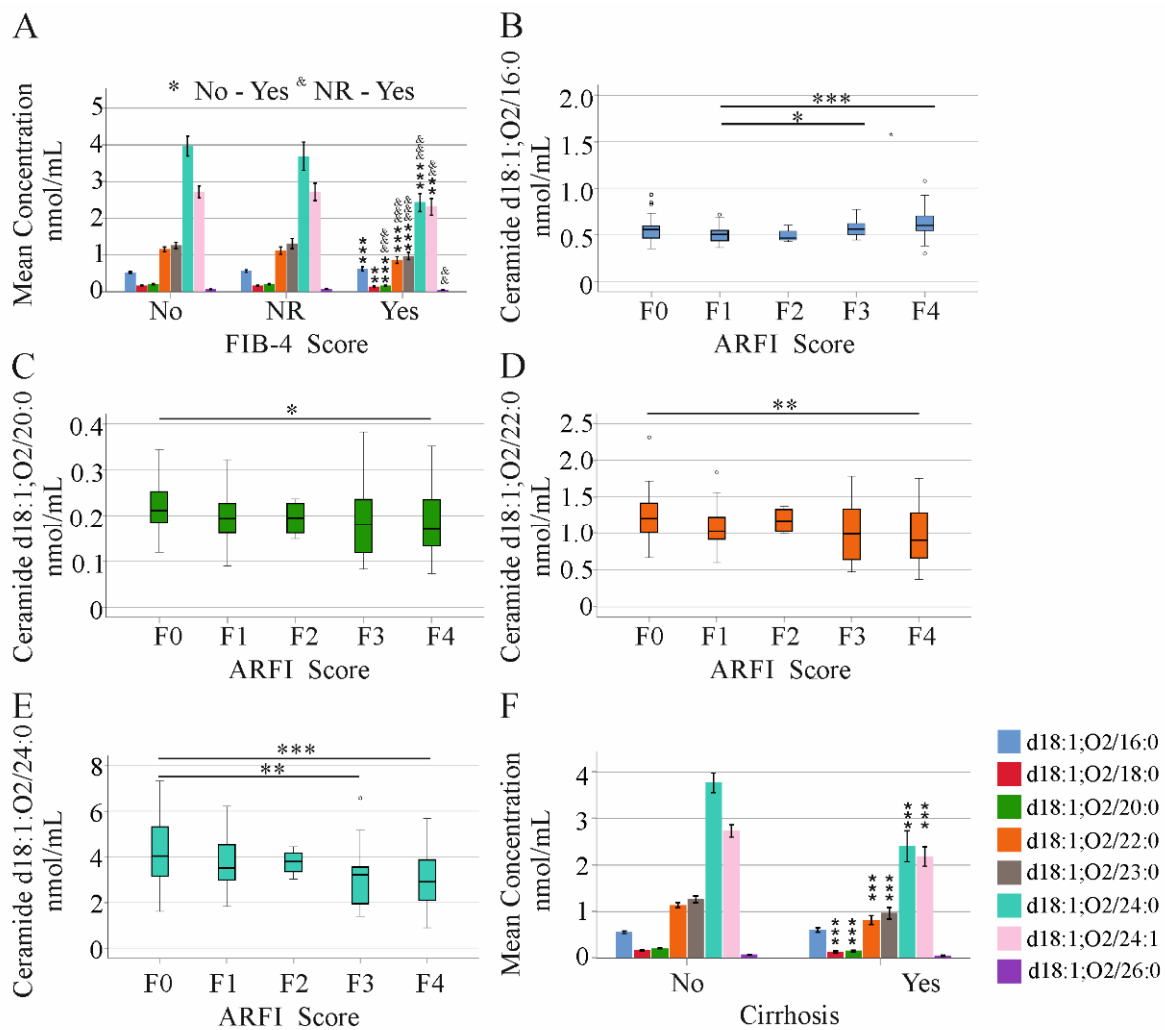 A
* No - Yes & NR - Yes
Mean Concentration
nmol/mL
5
4
3
2
1
0
***
**
***
&&&
***
&&&
***
&&&
***
&&&
**
&&
&&
No NR Yes
FIB-4 Score
B
Ceramide d18:1;O2/16:0
nmol/mL
2.0
1.5
1.0
0.5
0
***
*
F0 F1 F2 F3 F4
ARFI Score
C
Ceramide d18:1;O2/20:0
nmol/mL
0.4
0.3
0.2
0.1
0
*
F0 F1 F2 F3 F4
ARFI Score
D
Ceramide d18:1;O2/22:0
nmol/mL
2.5
2.0
1.5
1.0
0.5
0
**
F0 F1 F2 F3 F4
ARFI Score
E
Ceramide d18:1:O2/24:0
nmol/mL
8
6
4
2
0
***
**
F0 F1 F2 F3 F4
ARFI Score
F
Mean Concentration
nmol/mL
4
3
2
1
0
***
***
***
***
***
***
No Yes
Cirrhosis
d18:1;O2/16:0
d18:1;O2/18:0
d18:1;O2/20:0
d18:1;O2/22:0
d18:1;O2/23:0
d18:1;O2/24:0
d18:1;O2/24:1
d18:1;O2/26:0